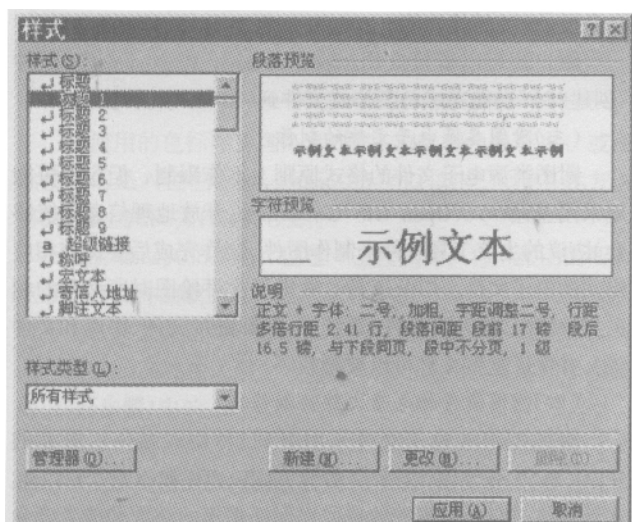 样式
样式(S):
标题
标题 1
标题 2
标题 3
标题 4
标题 5
标题 6
标题 7
标题 8
标题 9
a 超级链接
称呼
宏文本
寄信人地址
脚注文本
样式类型(L):
所有样式
段落预览
示例文本示例文本示例文本示例文本示例
字符预览
示例文本
说明
正文 + 字体: 二号, 加粗, 字距调整二号, 行距
多倍行距 2.41 行, 段落间距 段前 17 磅 段后
16.5 磅, 与下段同页, 段中不分页, 1 级
管理器(O)...
新建(N)...
更改(M)...
删除(D)
应用(A)
取消